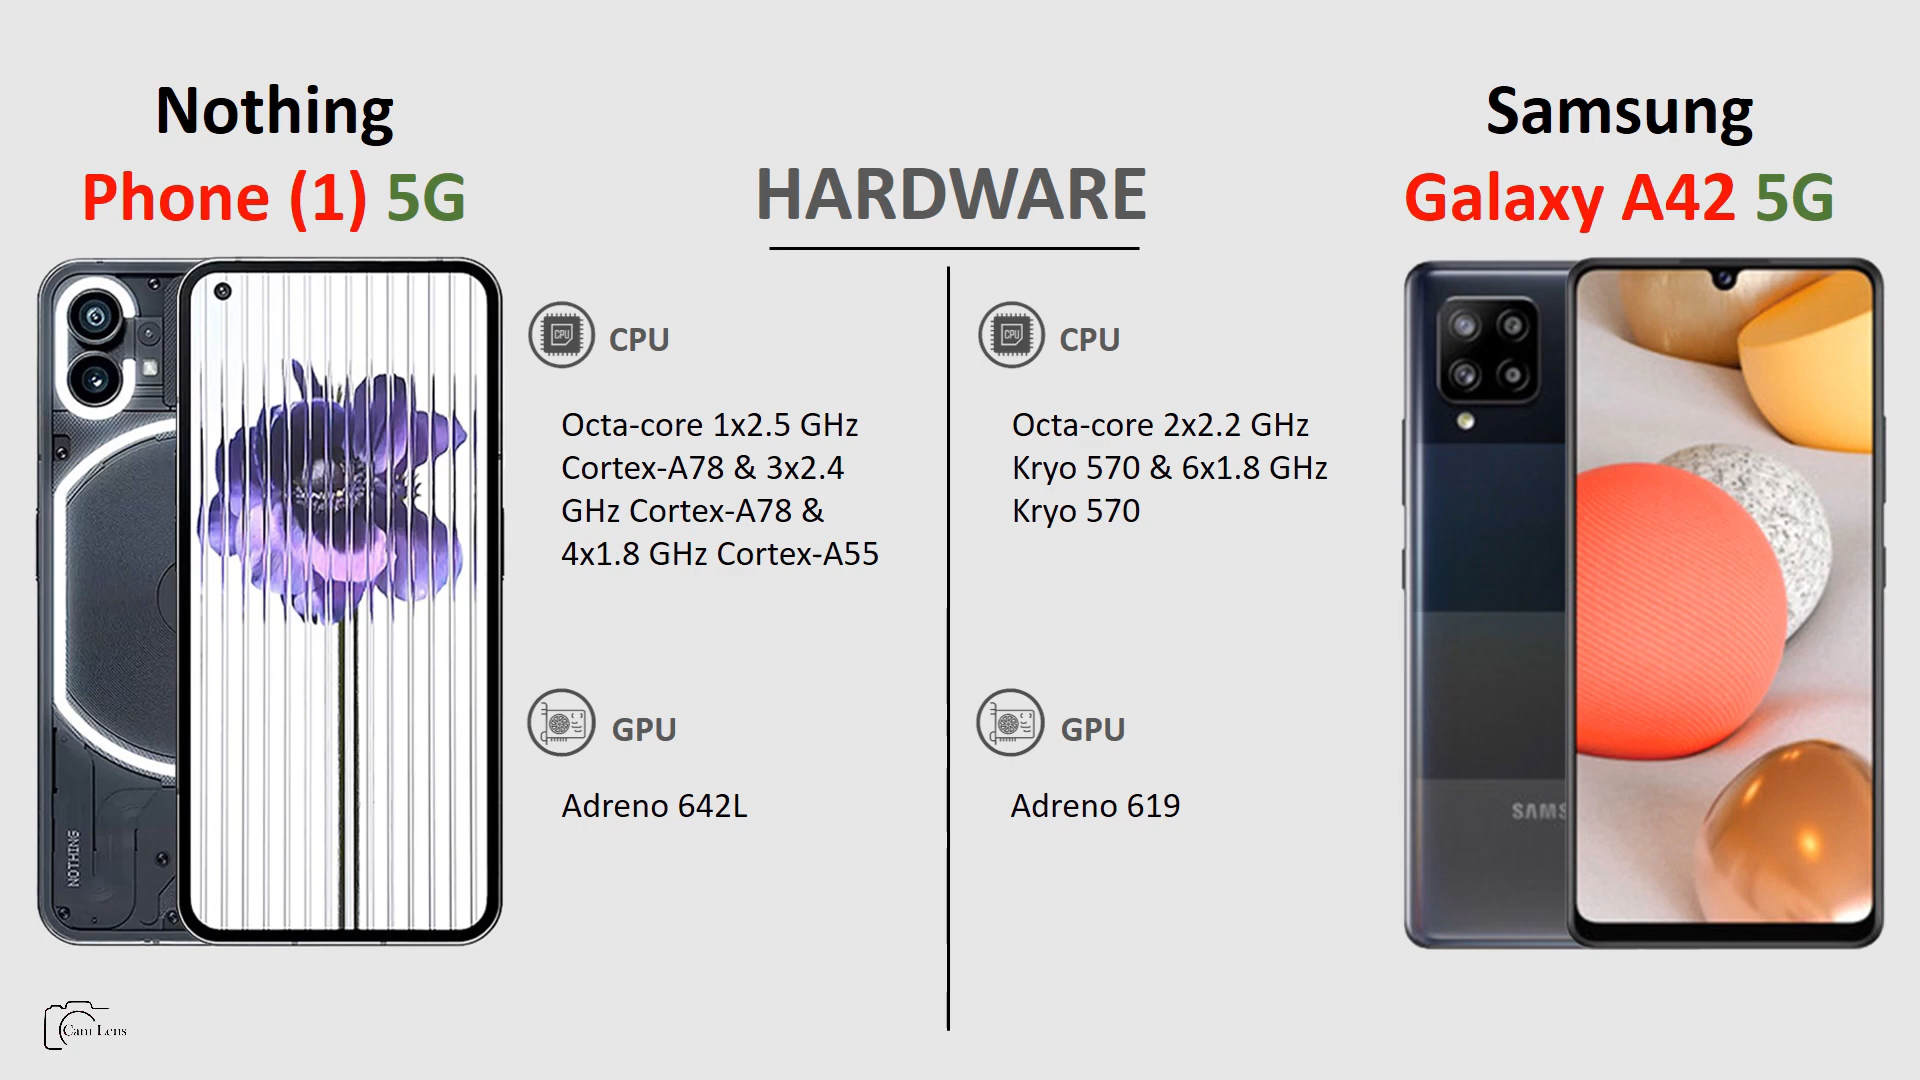 Nothing
Phone (1) 5G
HARDWARE
Samsung
Galaxy A42 5G
CPU
CPU
Octa-core 1x2.5 GHz
Cortex-A78 & 3x2.4
GHz Cortex-A78 &
4x1.8 GHz Cortex-A55
CPU
CPU
Octa-core 2x2.2 GHz
Kryo 570 & 6x1.8 GHz
Kryo 570
GPU
Adreno 642L
GPU
Adreno 619
NOTHING
SAMS
Cam Lens